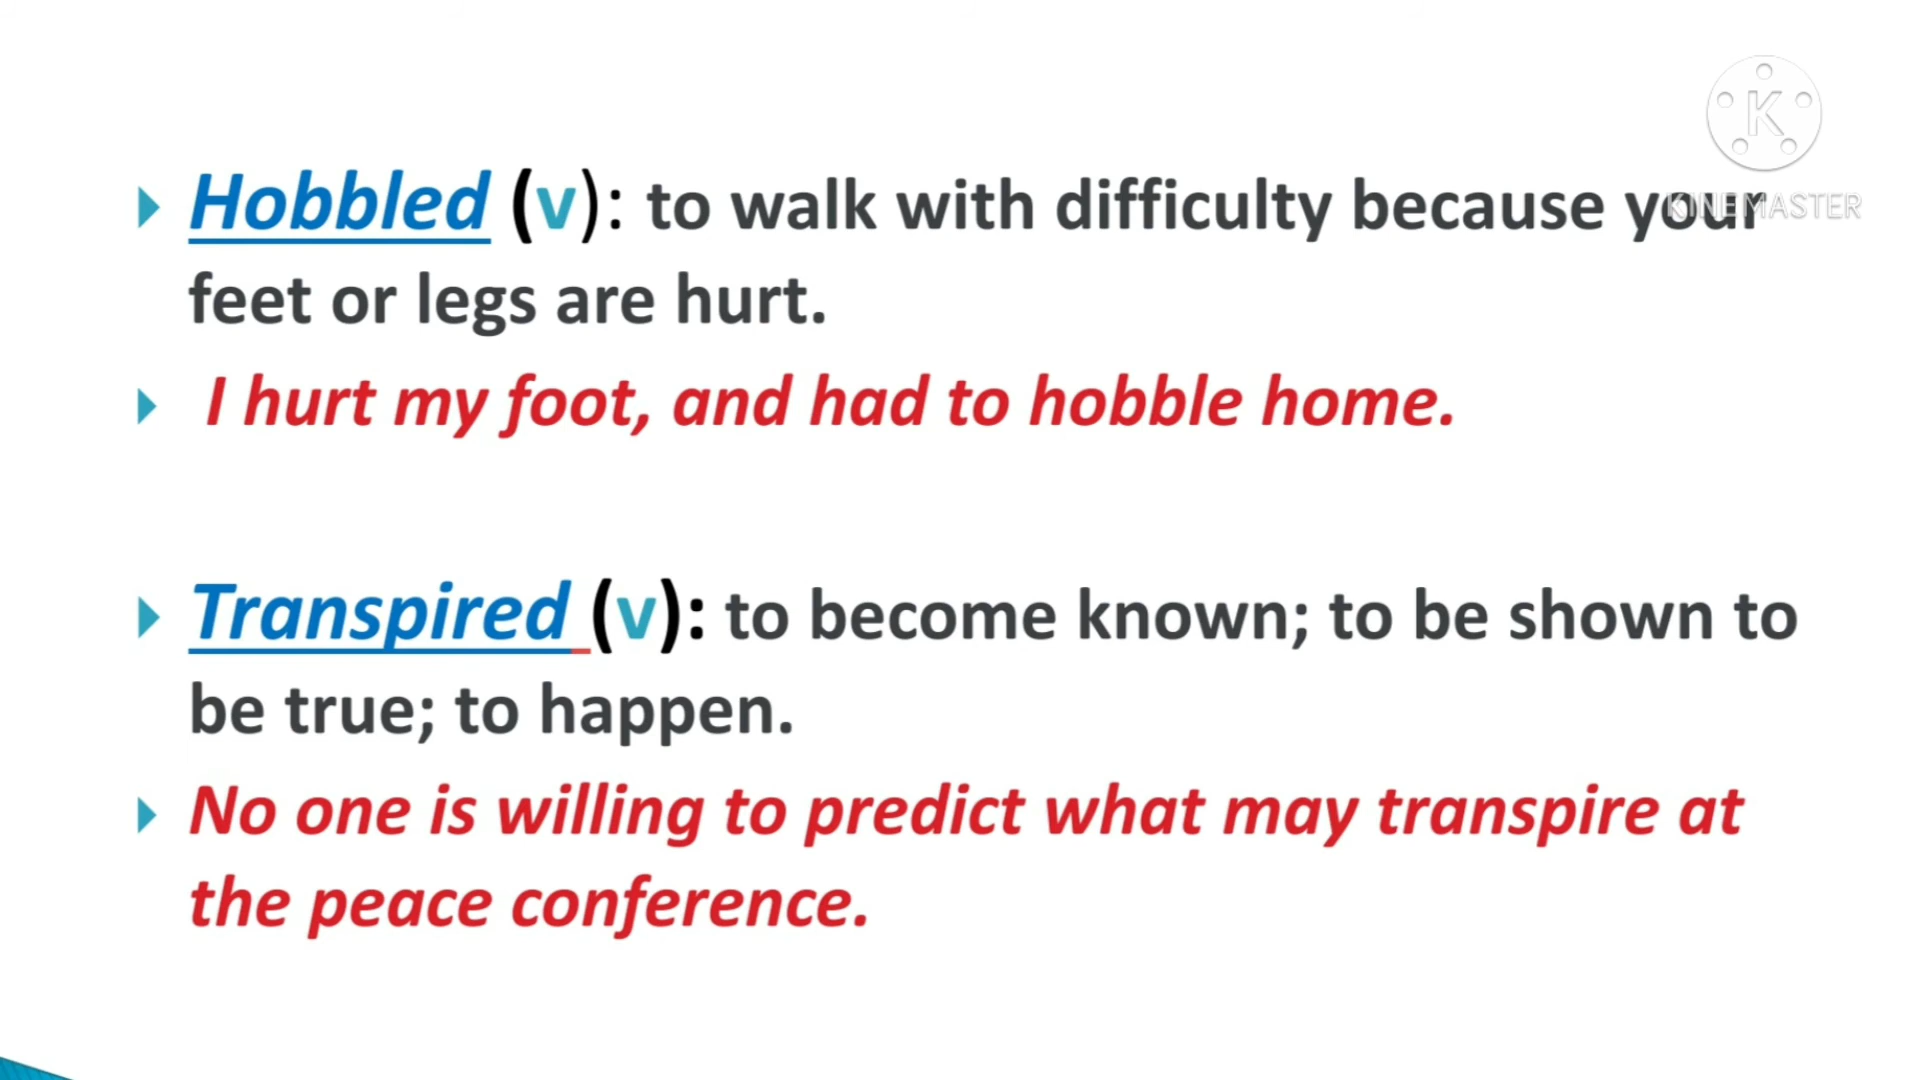 Hobbled (v): to walk with difficulty because your
feet or legs are hurt.
I hurt my foot, and had to hobble home.
Transpired (v): to become known; to be shown to
be true; to happen.
No one is willing to predict what may transpire at
the peace conference.
K
KINEMASTER